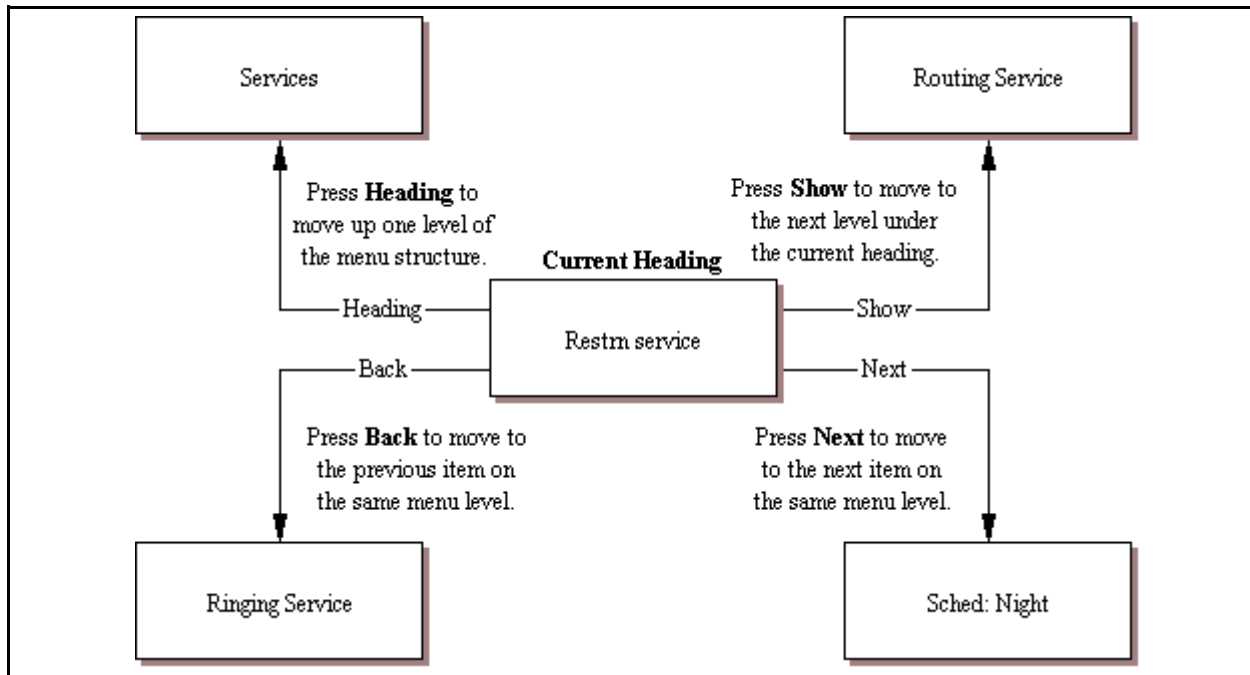 Services
Routing Service
Press Heading to
move up one level of
the menu structure.
Press Show to move to
the next level under
the current heading.
Current Heading
Heading
Show
Restrn service
Back
Next
Press Back to move to
the previous item on
the same menu level.
Press Next to move
to the next item on
the same menu level.
Ringing Service
Sched: Night